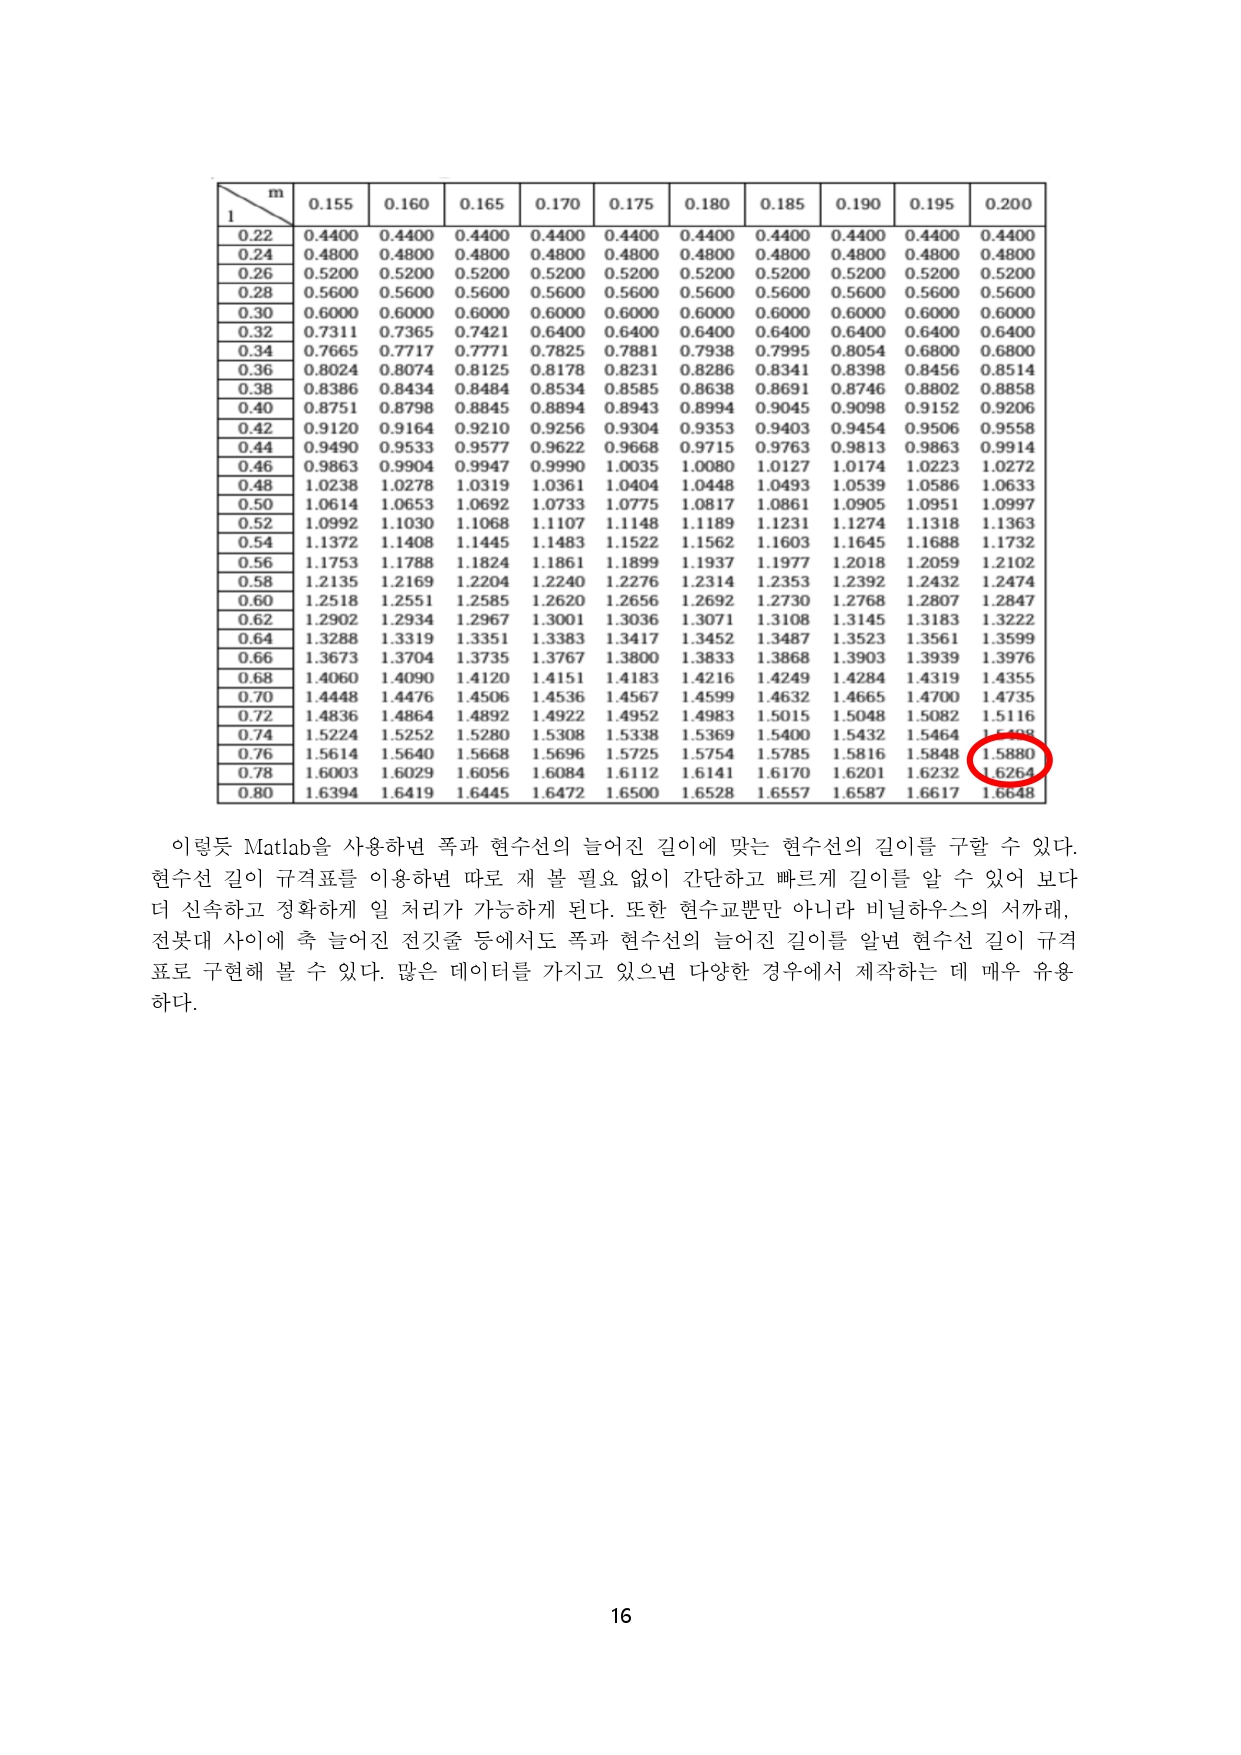 m
l 0.155 0.160 0.165 0.170 0.175 0.180 0.185 0.190 0.195 0.200
0.22 0.4400 0.4400 0.4400 0.4400 0.4400 0.4400 0.4400 0.4400 0.4400 0.4400
0.24 0.4800 0.4800 0.4800 0.4800 0.4800 0.4800 0.4800 0.4800 0.4800 0.4800
0.26 0.5200 0.5200 0.5200 0.5200 0.5200 0.5200 0.5200 0.5200 0.5200 0.5200
0.28 0.5600 0.5600 0.5600 0.5600 0.5600 0.5600 0.5600 0.5600 0.5600 0.5600
0.30 0.6000 0.6000 0.6000 0.6000 0.6000 0.6000 0.6000 0.6000 0.6000 0.6000
0.32 0.7311 0.7365 0.7421 0.6400 0.6400 0.6400 0.6400 0.6400 0.6400 0.6400
0.34 0.7665 0.7717 0.7771 0.7825 0.7881 0.7938 0.7995 0.8054 0.6800 0.6800
0.36 0.8024 0.8074 0.8125 0.8178 0.8231 0.8286 0.8341 0.8398 0.8456 0.8514
0.38 0.8386 0.8434 0.8484 0.8534 0.8585 0.8638 0.8691 0.8746 0.8802 0.8858
0.40 0.8751 0.8798 0.8845 0.8894 0.8943 0.8994 0.9045 0.9098 0.9152 0.9206
0.42 0.9120 0.9164 0.9210 0.9256 0.9304 0.9353 0.9403 0.9454 0.9506 0.9558
0.44 0.9490 0.9533 0.9577 0.9622 0.9668 0.9715 0.9763 0.9813 0.9863 0.9914
0.46 0.9863 0.9904 0.9947 0.9990 1.0035 1.0080 1.0127 1.0174 1.0223 1.0272
0.48 1.0238 1.0278 1.0319 1.0361 1.0404 1.0448 1.0493 1.0539 1.0586 1.0633
0.50 1.0614 1.0653 1.0692 1.0733 1.0775 1.0817 1.0861 1.0905 1.0951 1.0997
0.52 1.0992 1.1030 1.1068 1.1107 1.1148 1.1189 1.1231 1.1274 1.1318 1.1363
0.54 1.1372 1.1408 1.1445 1.1483 1.1522 1.1562 1.1603 1.1645 1.1688 1.1732
0.56 1.1753 1.1788 1.1824 1.1861 1.1899 1.1937 1.1977 1.2018 1.2059 1.2102
0.58 1.2135 1.2169 1.2204 1.2240 1.2276 1.2314 1.2353 1.2392 1.2432 1.2474
0.60 1.2518 1.2551 1.2585 1.2620 1.2656 1.2692 1.2730 1.2768 1.2807 1.2847
0.62 1.2902 1.2934 1.2967 1.3001 1.3036 1.3071 1.3108 1.3145 1.3183 1.3222
0.64 1.3288 1.3319 1.3351 1.3383 1.3417 1.3452 1.3487 1.3523 1.3561 1.3599
0.66 1.3673 1.3704 1.3735 1.3767 1.3800 1.3833 1.3868 1.3903 1.3939 1.3976
0.68 1.4060 1.4090 1.4120 1.4151 1.4183 1.4216 1.4249 1.4284 1.4319 1.4355
0.70 1.4448 1.4476 1.4506 1.4536 1.4567 1.4599 1.4632 1.4665 1.4700 1.4735
0.72 1.4836 1.4864 1.4892 1.4922 1.4952 1.4983 1.5015 1.5048 1.5082 1.5116
0.74 1.5224 1.5252 1.5280 1.5308 1.5338 1.5369 1.5400 1.5432 1.5464
0.76 1.5614 1.5640 1.5668 1.5696 1.5725 1.5754 1.5785 1.5816 1.5848 1.5880
0.78 1.6003 1.6029 1.6056 1.6084 1.6112 1.6141 1.6170 1.6201 1.6232 1.6264
0.80 1.6394 1.6419 1.6445 1.6472 1.6500 1.6528 1.6557 1.6587 1.6617 1.6648
이렇듯 Matlab을 사용하면 폭과 현수선의 늘어진 길이에 맞는 현수선의 길이를 구할 수 있다.
현수선 길이 규격표를 이용하면 따로 재 볼 필요 없이 간단하고 빠르게 길이를 알 수 있어 보다
더 신속하고 정확하게 일 처리가 가능하게 된다. 또한 현수교뿐만 아니라 비닐하우스의 서까래,
전봇대 사이에 축 늘어진 전깃줄 등에서도 폭과 현수선의 늘어진 길이를 알면 현수선 길이 규격
표로 구현해 볼 수 있다. 많은 데이터를 가지고 있으면 다양한 경우에서 제작하는 데 매우 유용
하다.
16